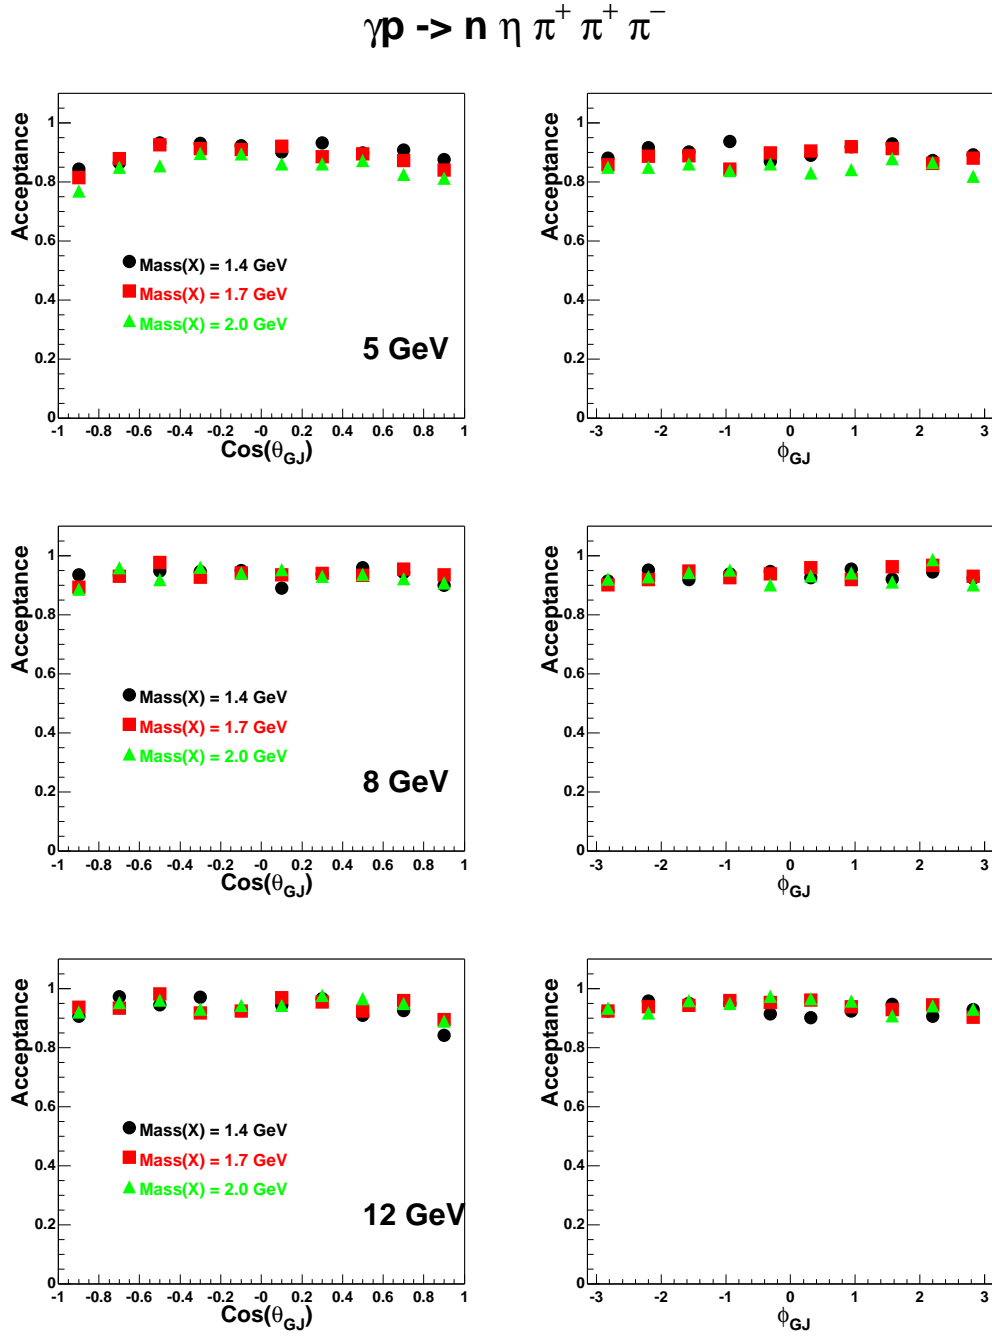 γp -> n η π⁺ π⁺ π⁻
Acceptance
1
0.8
0.6
0.4
0.2
0
Mass(X) = 1.4 GeV
Mass(X) = 1.7 GeV
Mass(X) = 2.0 GeV
5 GeV
-1 -0.8 -0.6 -0.4 -0.2 -0 0.2 0.4 0.6 0.8 1
Cos(θGJ)
Acceptance
1
0.8
0.6
0.4
0.2
0
-3 -2 -1 0 1 2 3
ϕGJ
Acceptance
1
0.8
0.6
0.4
0.2
0
Mass(X) = 1.4 GeV
Mass(X) = 1.7 GeV
Mass(X) = 2.0 GeV
8 GeV
-1 -0.8 -0.6 -0.4 -0.2 -0 0.2 0.4 0.6 0.8 1
Cos(θGJ)
Acceptance
1
0.8
0.6
0.4
0.2
0
-3 -2 -1 0 1 2 3
ϕGJ
Acceptance
1
0.8
0.6
0.4
0.2
0
Mass(X) = 1.4 GeV
Mass(X) = 1.7 GeV
Mass(X) = 2.0 GeV
12 GeV
-1 -0.8 -0.6 -0.4 -0.2 -0 0.2 0.4 0.6 0.8 1
Cos(θGJ)
Acceptance
1
0.8
0.6
0.4
0.2
0
-3 -2 -1 0 1 2 3
ϕGJ